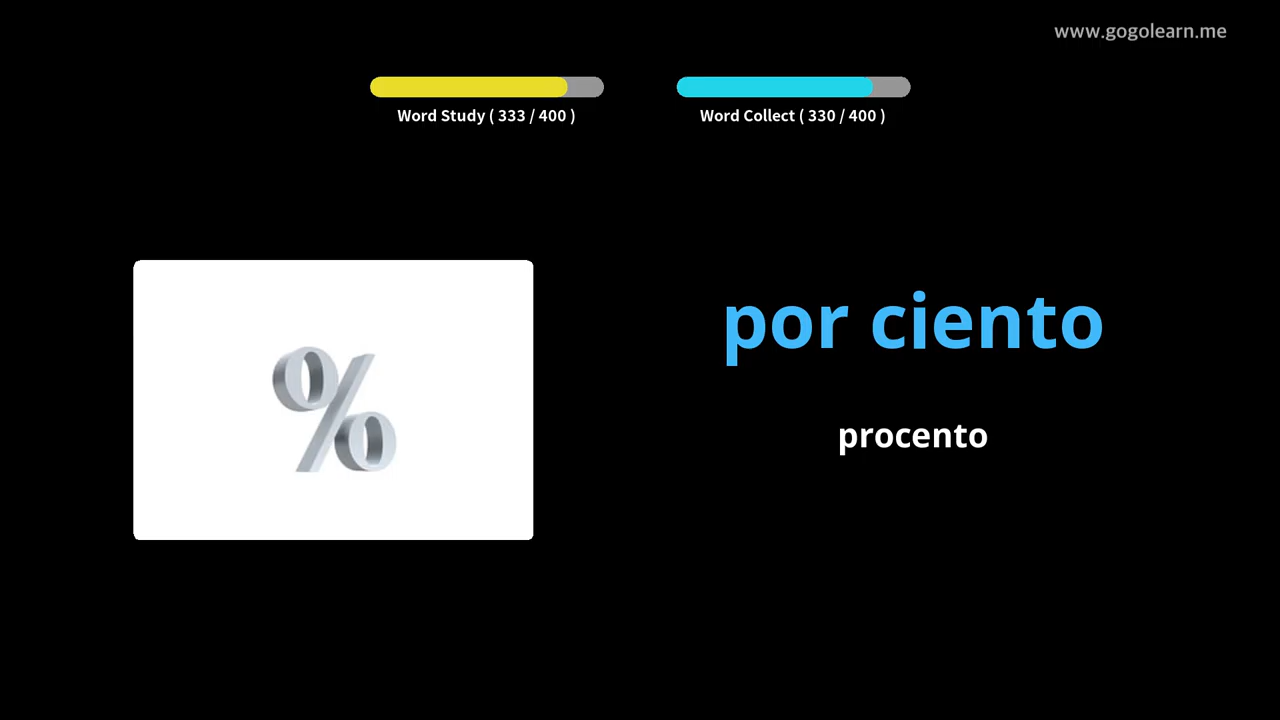 www.gogolearn.me
Word Study ( 333 / 400 )
Word Collect ( 330 / 400 )
%
por ciento
procento